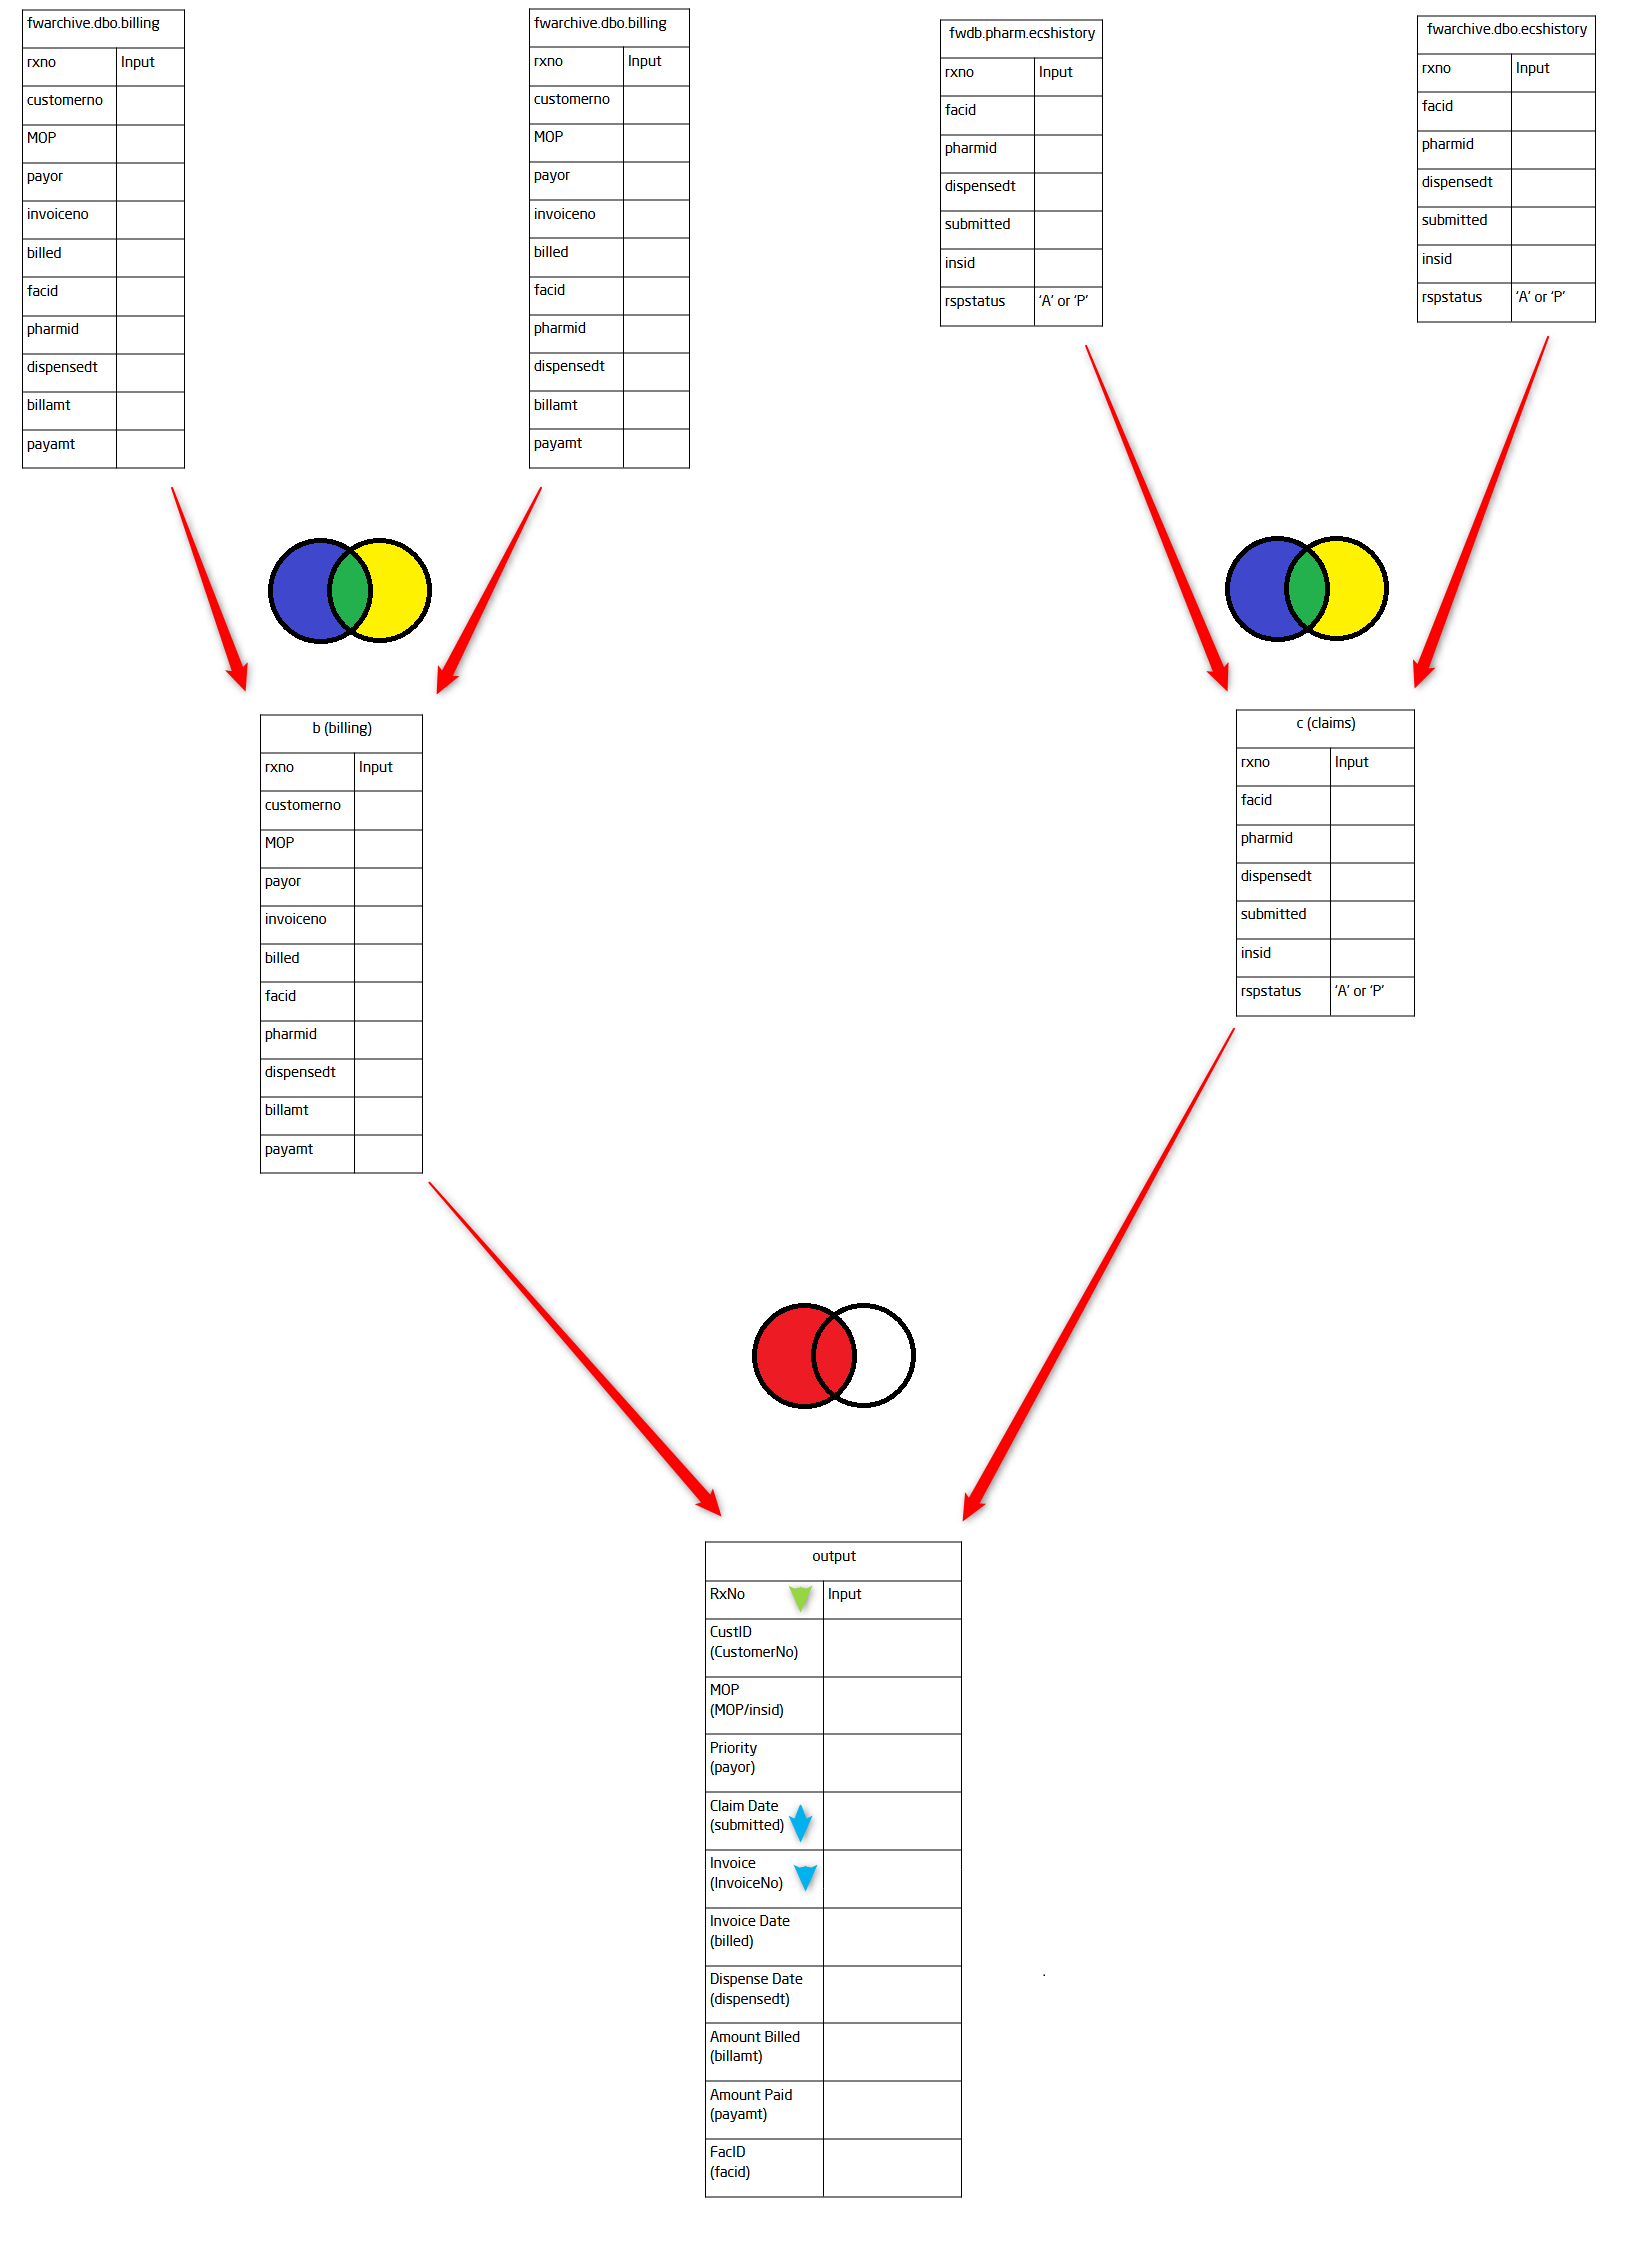 fwarchive.dbo.billing
rxno Input
customerno
MOP
payor
invoiceno
billed
facid
pharmid
dispensedt
billamt
payamt
fwarchive.dbo.billing
rxno Input
customerno
MOP
payor
invoiceno
billed
facid
pharmid
dispensedt
billamt
payamt
fwdb.pharm.ecshistory
rxno Input
facid
pharmid
dispensedt
submitted
insid
rspstatus ‘A’ or ‘P’
fwarchive.dbo.ecshistory
rxno Input
facid
pharmid
dispensedt
submitted
insid
rspstatus ‘A’ or ‘P’
b (billing)
rxno Input
customerno
MOP
payor
invoiceno
billed
facid
pharmid
dispensedt
billamt
payamt
c (claims)
rxno Input
facid
pharmid
dispensedt
submitted
insid
rspstatus ‘A’ or ‘P’
output
RxNo Input
CustID
(CustomerNo)
MOP
(MOP/insid)
Priority
(payor)
Claim Date
(submitted)
Invoice
(InvoiceNo)
Invoice Date
(billed)
Dispense Date
(dispensedt)
Amount Billed
(billamt)
Amount Paid
(payamt)
FacID
(facid)
.